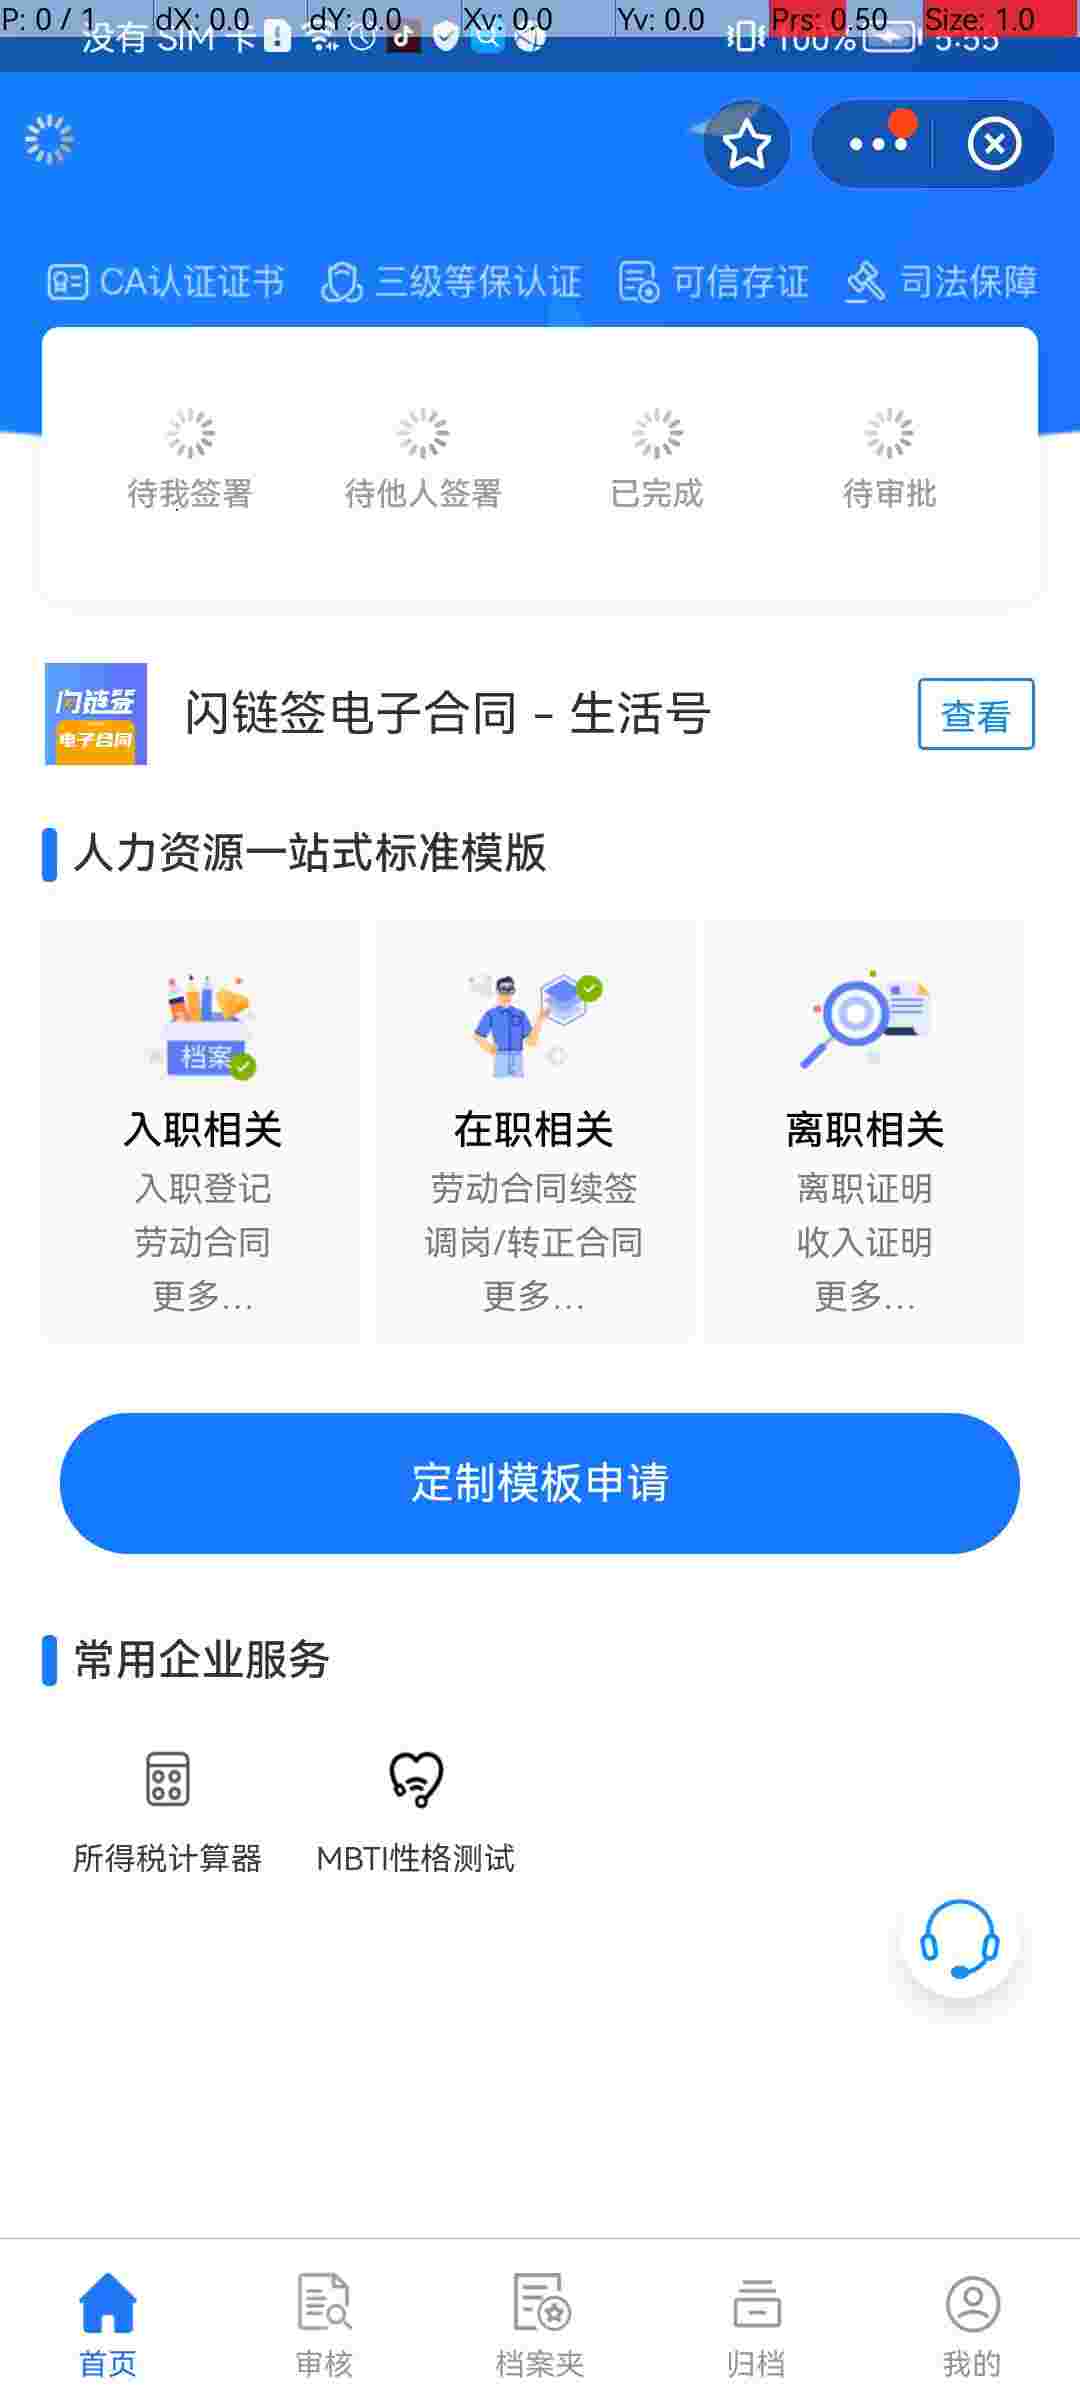 P: 0 / 1 dX: 0.0 dY: 0.0 Xv: 0.0 Yv: 0.0 Prs: 0.50 Size: 1.0
没有 SIM 卡 100% 5:55
CA认证证书 三级等保认证 可信存证 司法保障
待我签署 待他人签署 已完成 待审批
闪链签
电子合同
闪链签电子合同 - 生活号 查看
人力资源一站式标准模版
档案
入职相关 在职相关 离职相关
入职登记 劳动合同续签 离职证明
劳动合同 调岗/转正合同 收入证明
更多... 更多... 更多...
定制模板申请
常用企业服务
所得税计算器 MBTI性格测试
首页 审核 档案夹 归档 我的